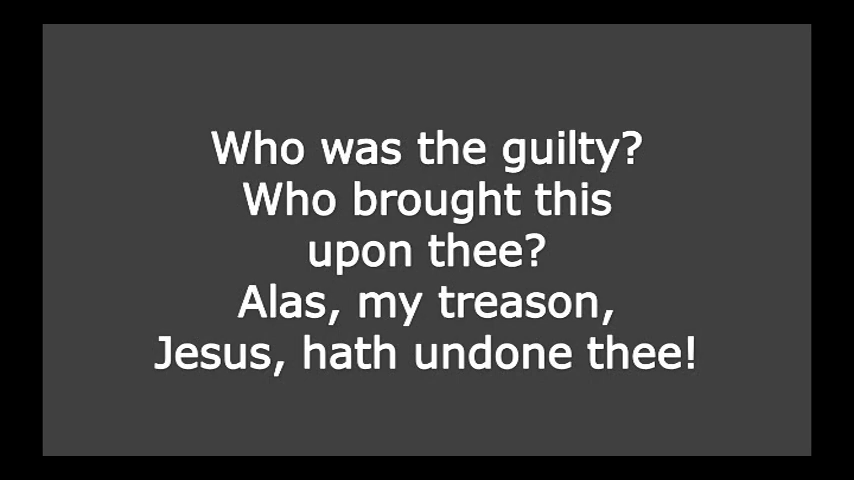 Who was the guilty?
Who brought this
upon thee?
Alas, my treason,
Jesus, hath undone thee!